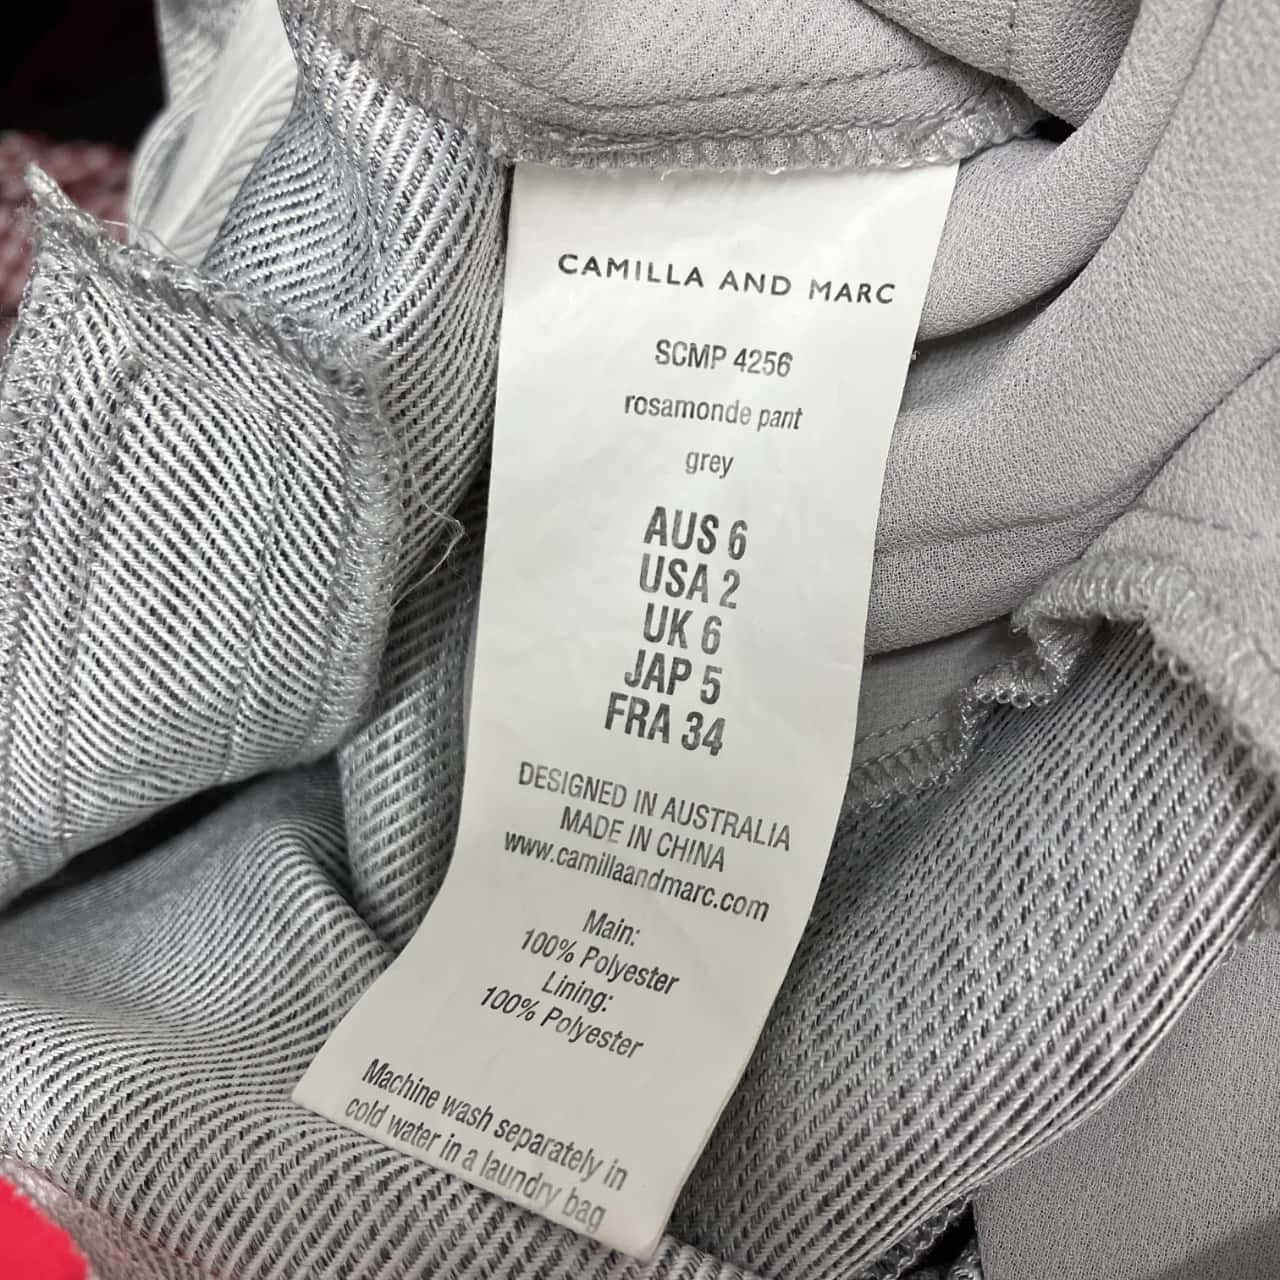 CAMILLA AND MARC
SCMP 4256
rosamonde pant
grey
AUS 6
USA 2
UK 6
JAP 5
FRA 34
DESIGNED IN AUSTRALIA
MADE IN CHINA
www.camillaandmarc.com
Main:
100% Polyester
Lining:
100% Polyester
Machine wash separately in
cold water in a laundry bag